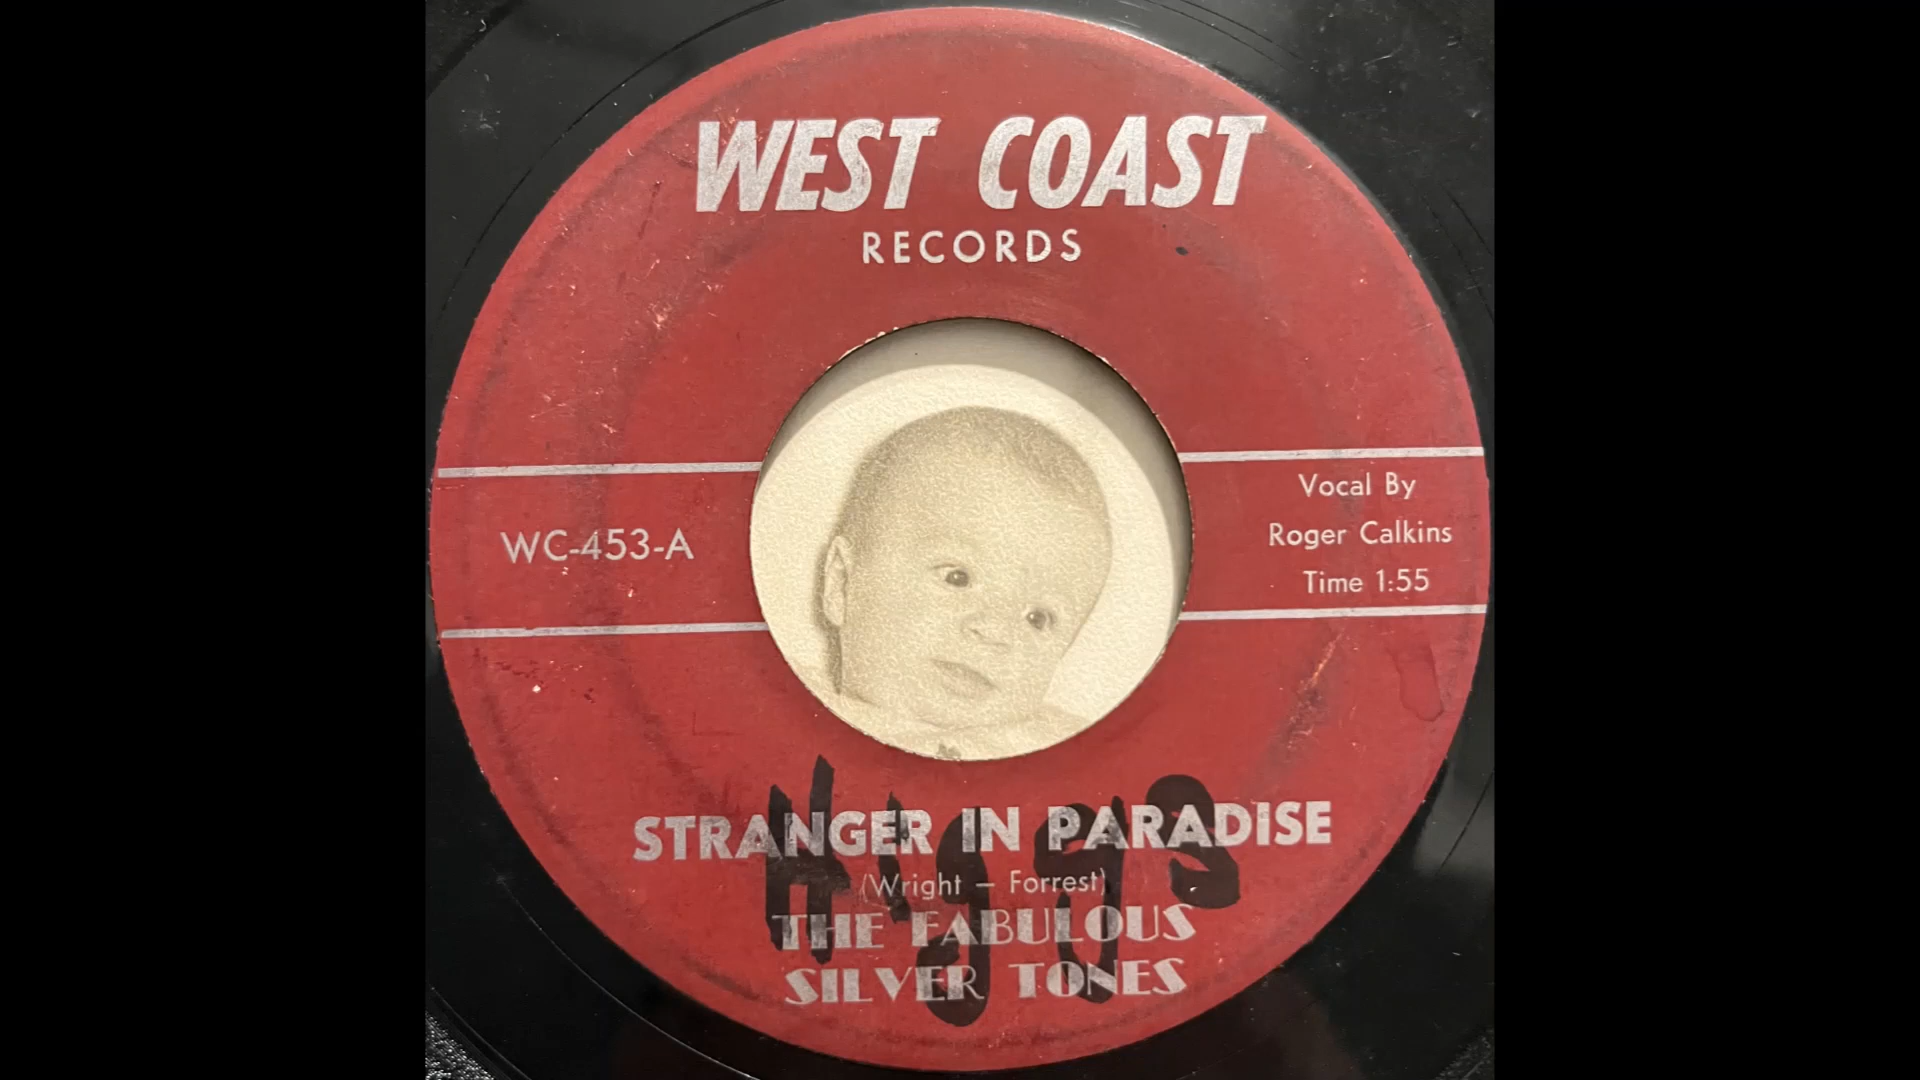 WEST COAST
RECORDS
WC-453-A
Vocal By
Roger Calkins
Time 1:55
STRANGER IN PARADISE
(Wright – Forrest)
THE FABULOUS
SILVER TONES
Higgs